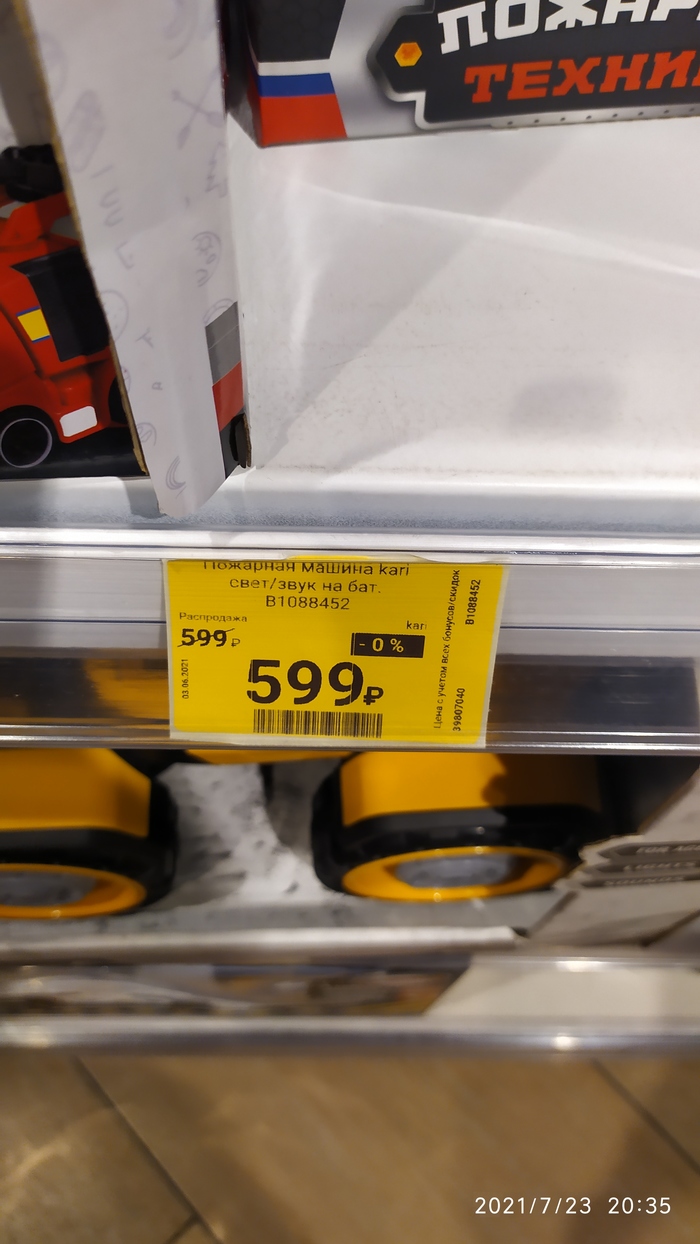 ТЕХНИ
Пожарная машина kari
свет/звук на бат.
B1088452
Распродажа
599 ₽
kari
- 0 %
599₽
03.06.2021
Цена с учетом всех бонусов/скидок
B1088452
39807040
2021/7/23 20:35